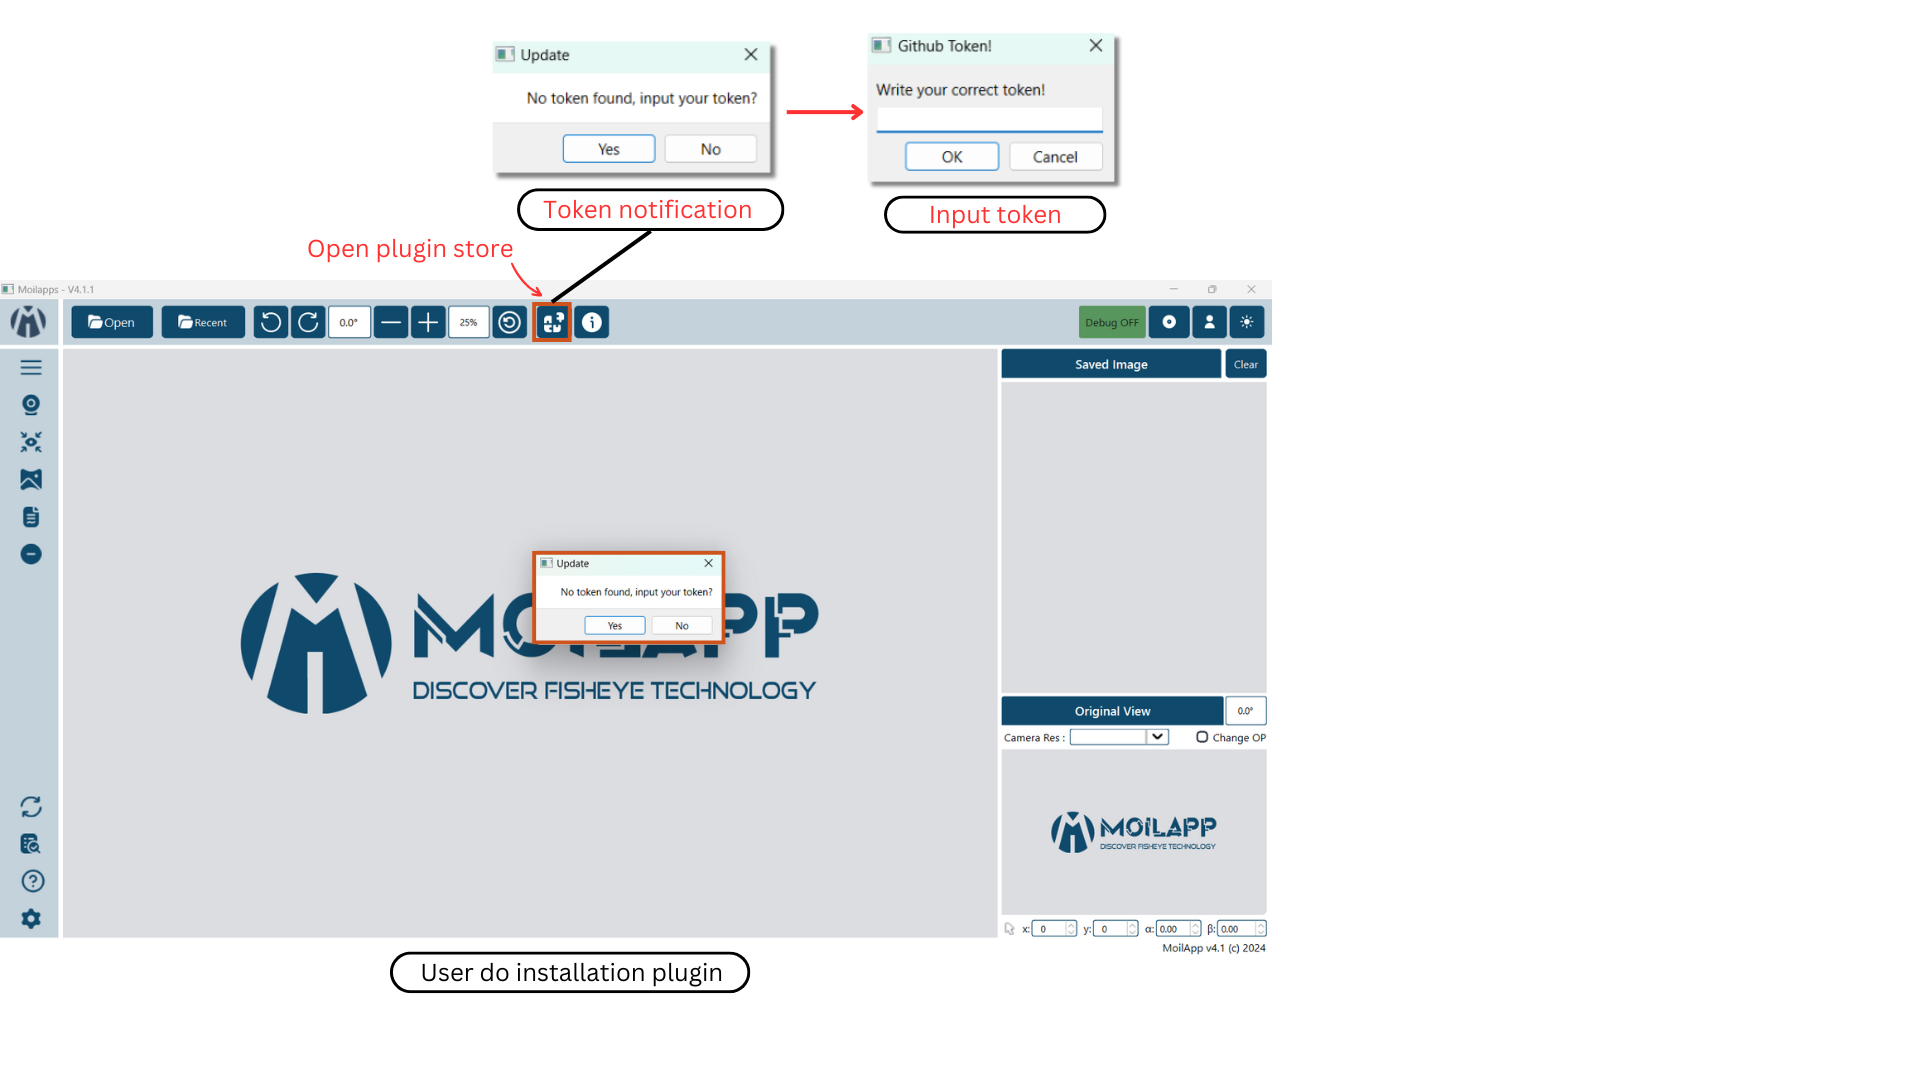 Update
No token found, input your token?
Yes No
Token notification
Github Token!
Write your correct token!
OK Cancel
Input token
Open plugin store
Moilapps - V4.1.1
Open Recent 0.0° 25% Debug OFF
Saved Image Clear
Update
No token found, input your token?
Yes No
DISCOVER FISHEYE TECHNOLOGY
Original View 0.0°
Camera Res : Change OP
MOILAPP
DISCOVER FISHEYE TECHNOLOGY
x: 0 y: 0 α: 0.00 β: 0.00
MoilApp v4.1 (c) 2024
User do installation plugin